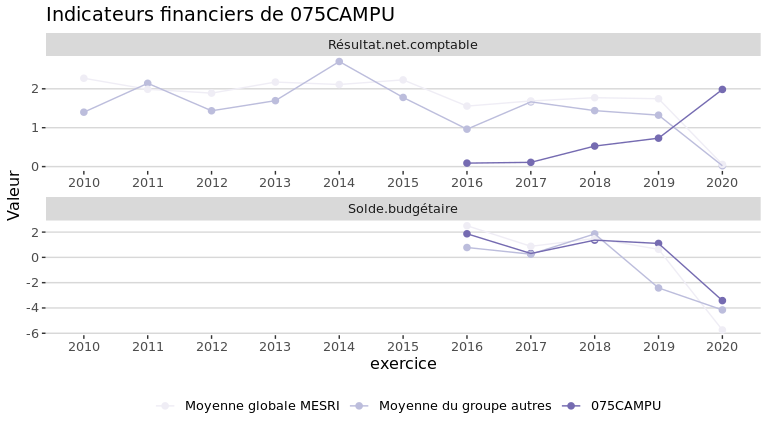 Indicateurs financiers de 075CAMPU
Résultat.net.comptable
2
1
0
2010 2011 2012 2013 2014 2015 2016 2017 2018 2019 2020
Valeur
Solde.budgétaire
2
0
-2
-4
-6
2010 2011 2012 2013 2014 2015 2016 2017 2018 2019 2020
exercice
Moyenne globale MESRI Moyenne du groupe autres 075CAMPU